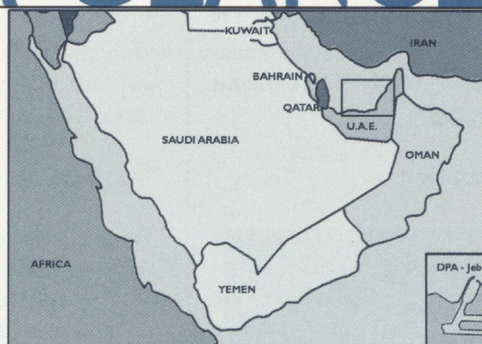 KUWAIT
IRAN
BAHRAIN
QATAR
U.A.E.
SAUDI ARABIA
OMAN
AFRICA
YEMEN
DPA - Jeb